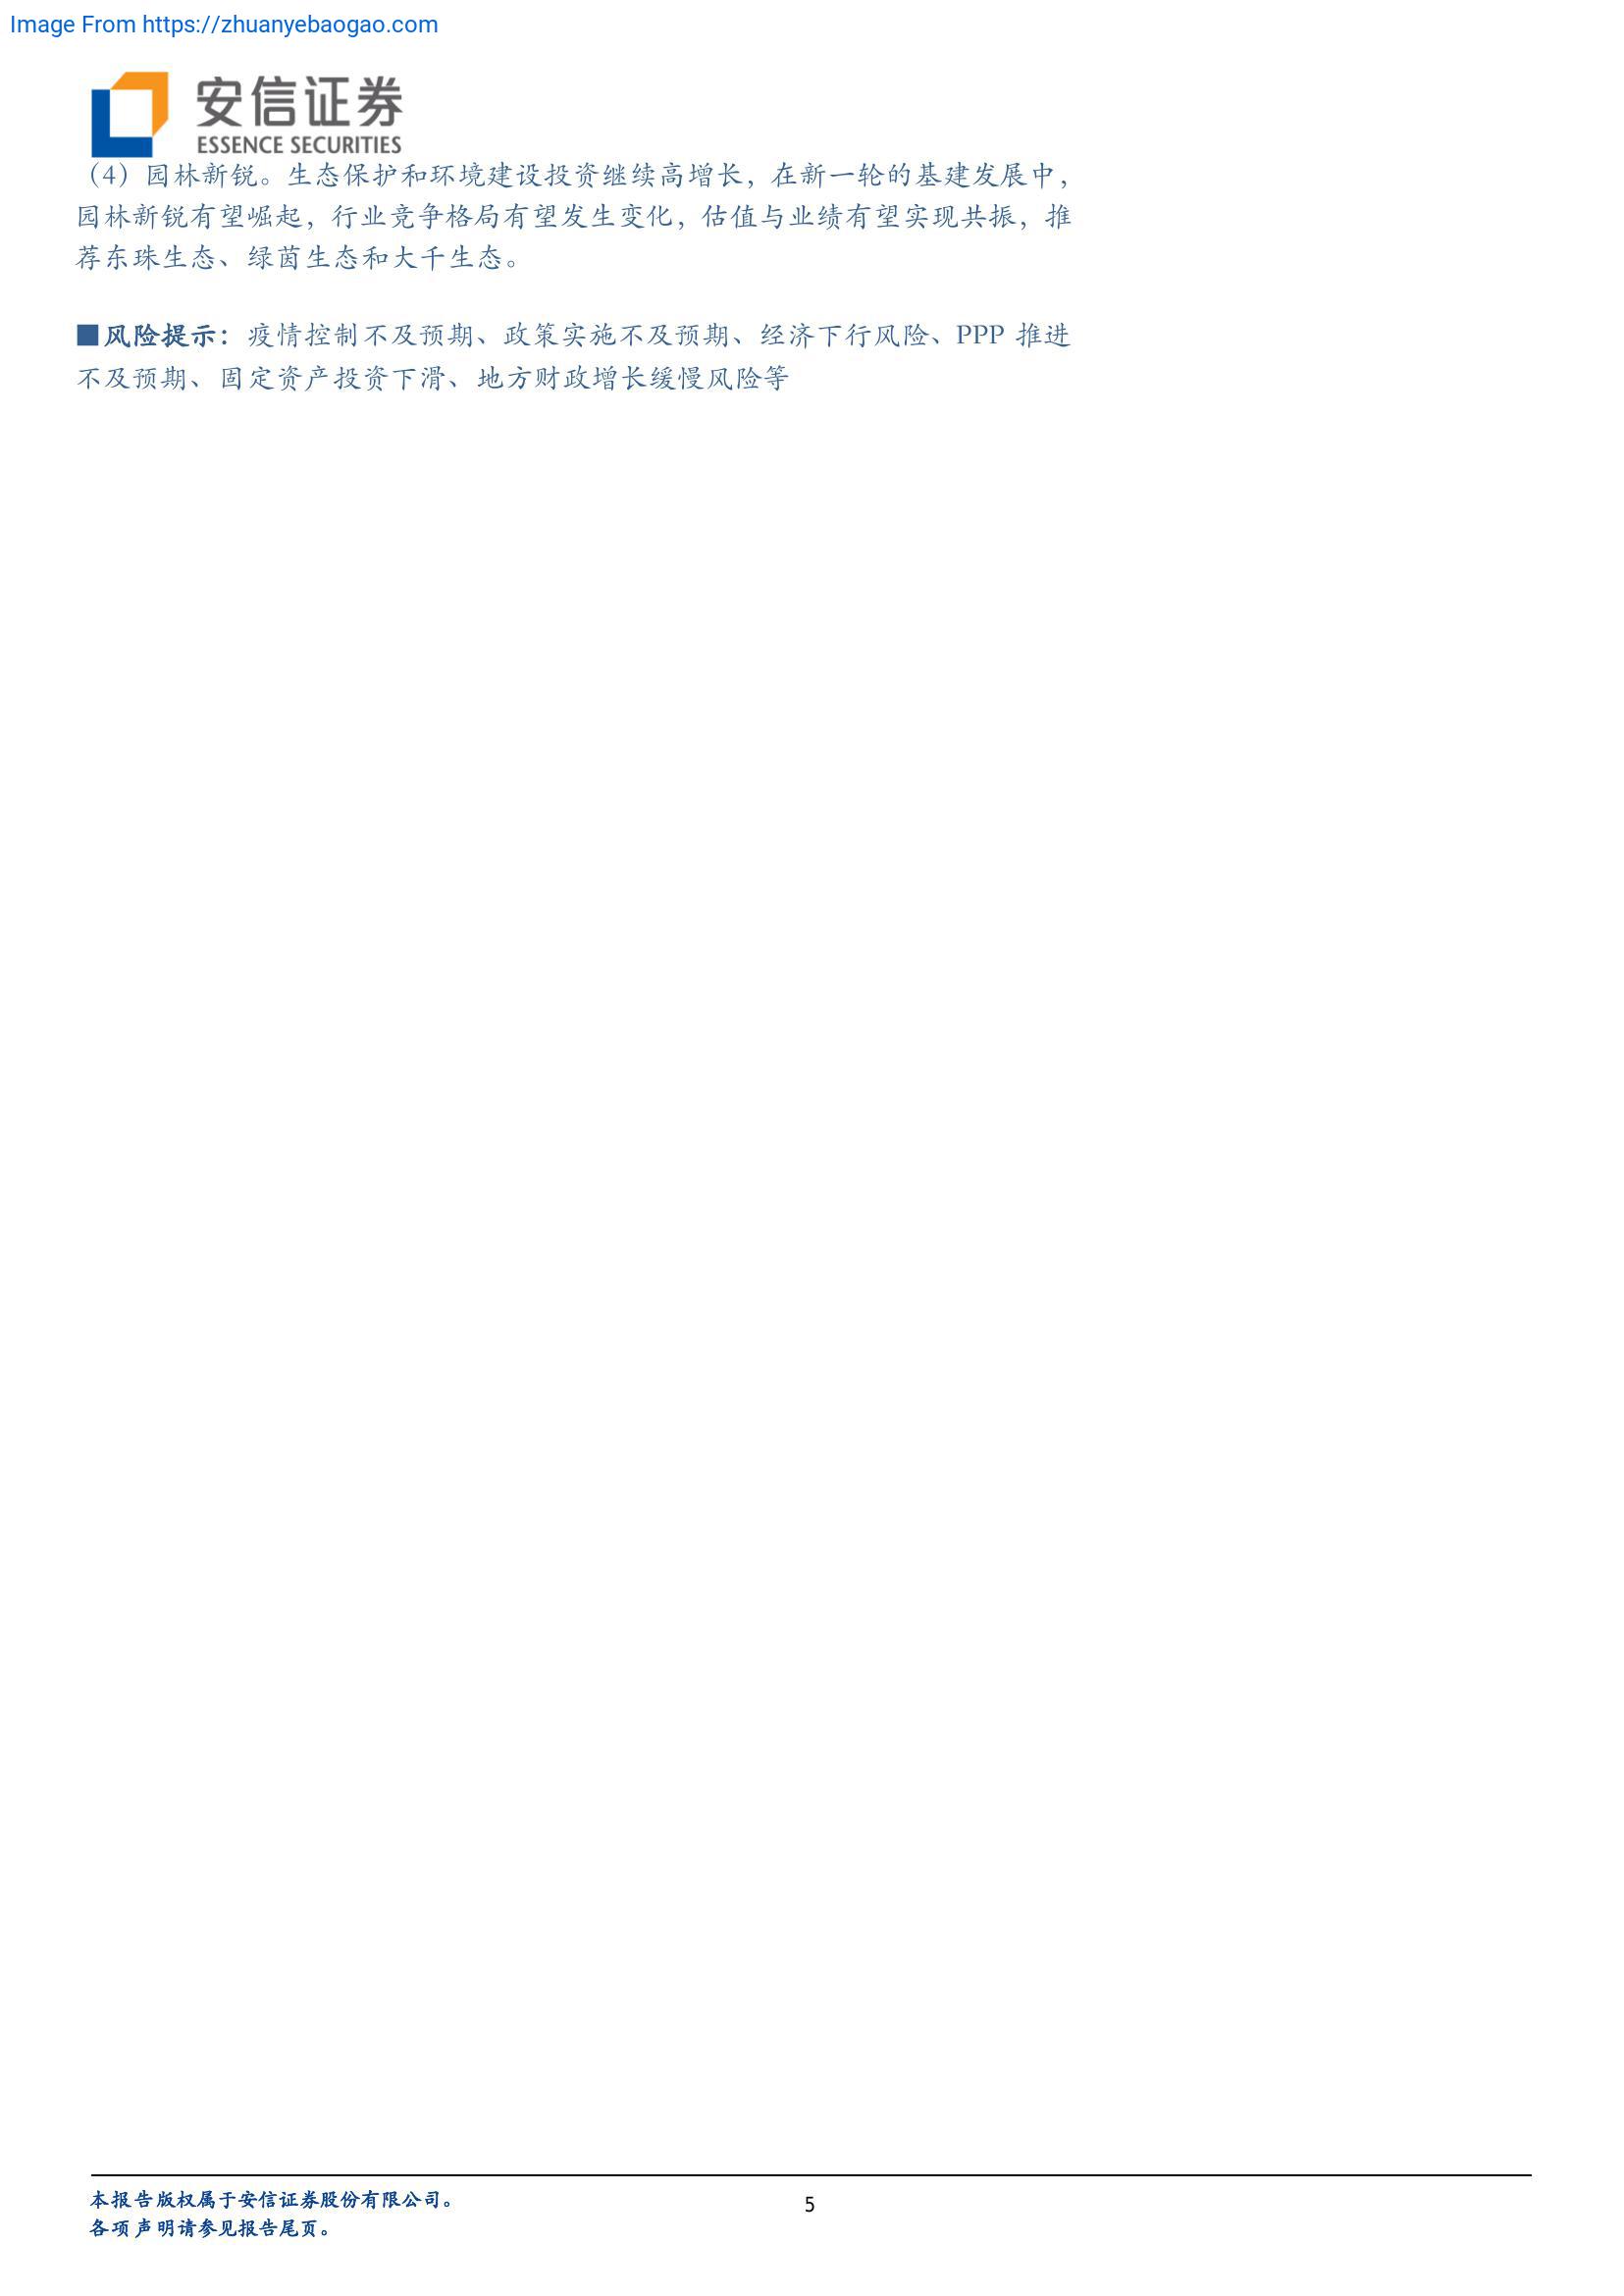 Image From https://zhuanyebaogao.com
安信证券
ESSENCE SECURITIES
（4）园林新锐。生态保护和环境建设投资继续高增长，在新一轮的基建发展中，
园林新锐有望崛起，行业竞争格局有望发生变化，估值与业绩有望实现共振，推
荐东珠生态、绿茵生态和大千生态。
■风险提示：疫情控制不及预期、政策实施不及预期、经济下行风险、PPP 推进
不及预期、固定资产投资下滑、地方财政增长缓慢风险等
本报告版权属于安信证券股份有限公司。
5
各项声明请参见报告尾页。